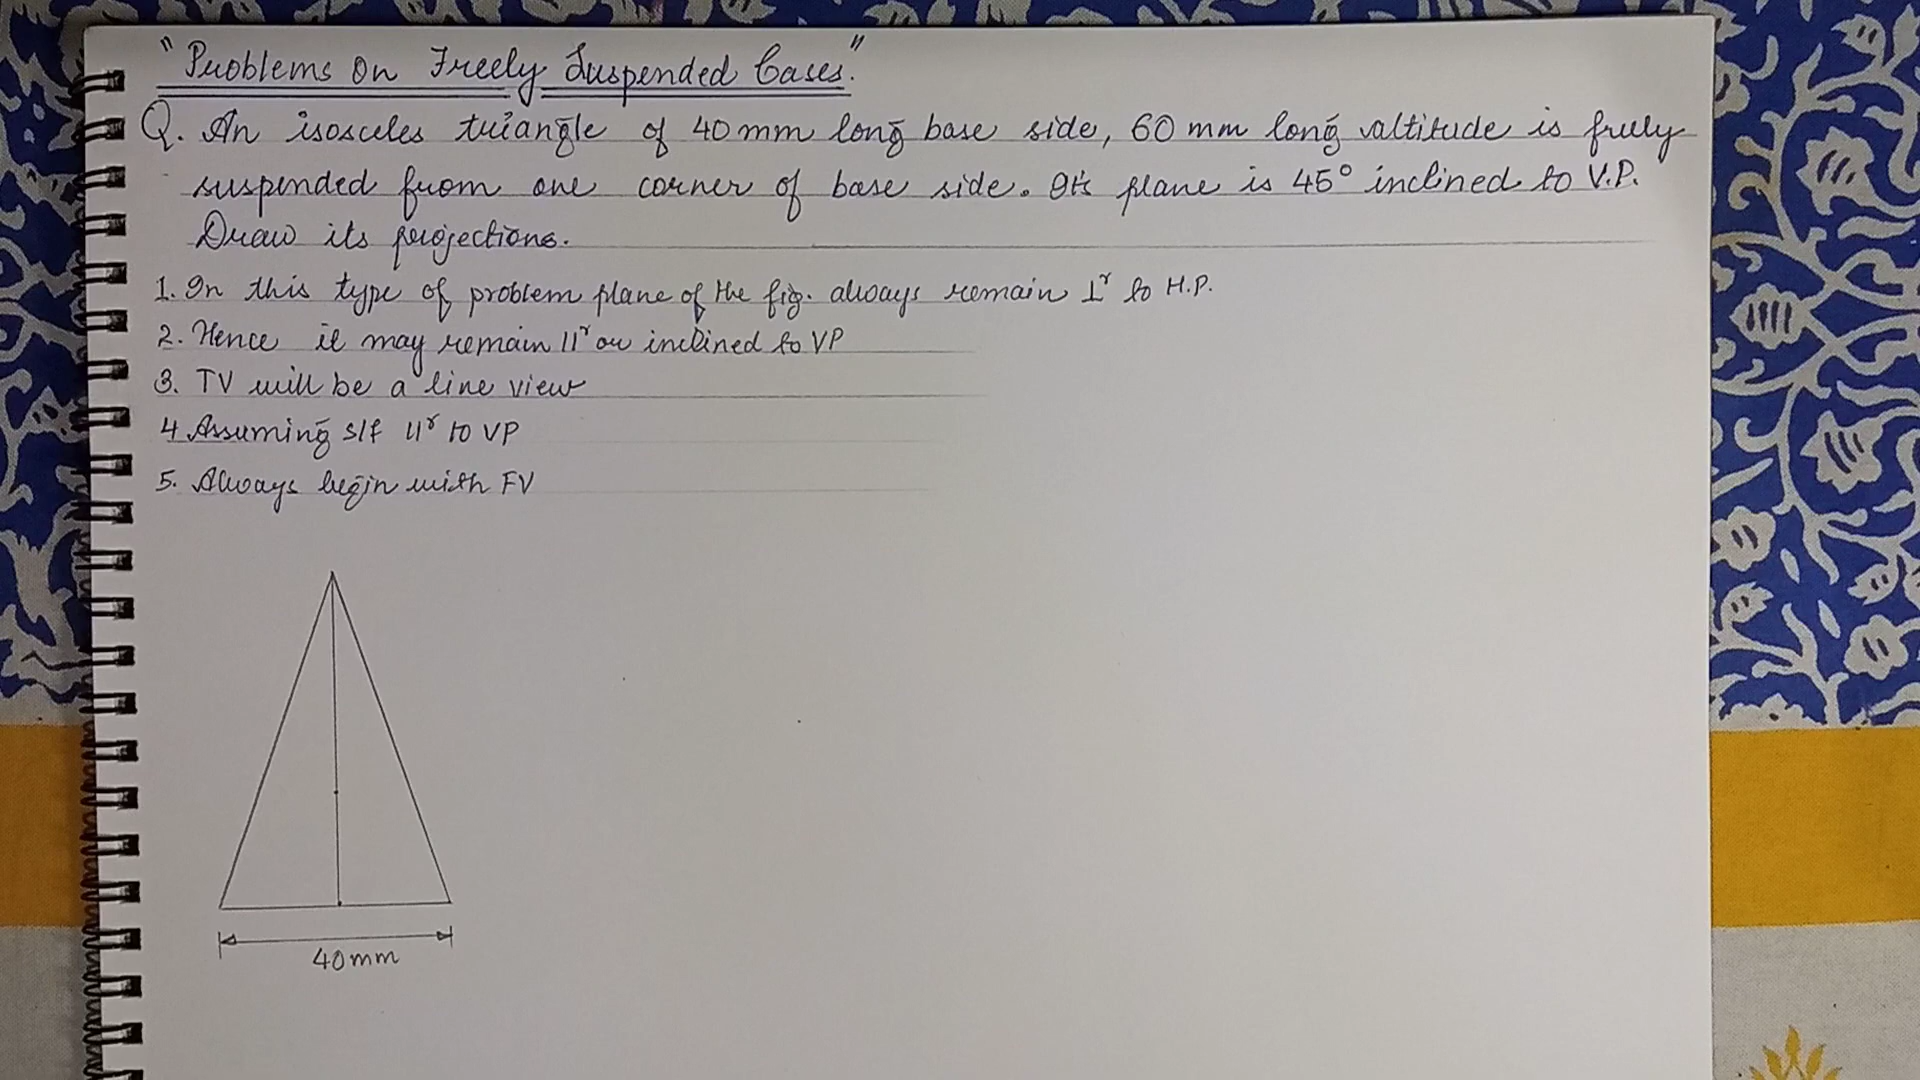 "Problems On Freely Suspended Cases."
Q. An isosceles triangle of 40mm long base side, 60 mm long altitude is freely
suspended from one corner of base side. It's plane is 45° inclined to V.P.
Draw its projections.
1. In this type of problem plane of the fig. always remain ⊥ʳ to H.P.
2. Hence it may remain ||ʳ or inclined to VP
3. TV will be a line view
4 Assuming s/f ||ʳ to VP
5. Always begin with FV
40mm